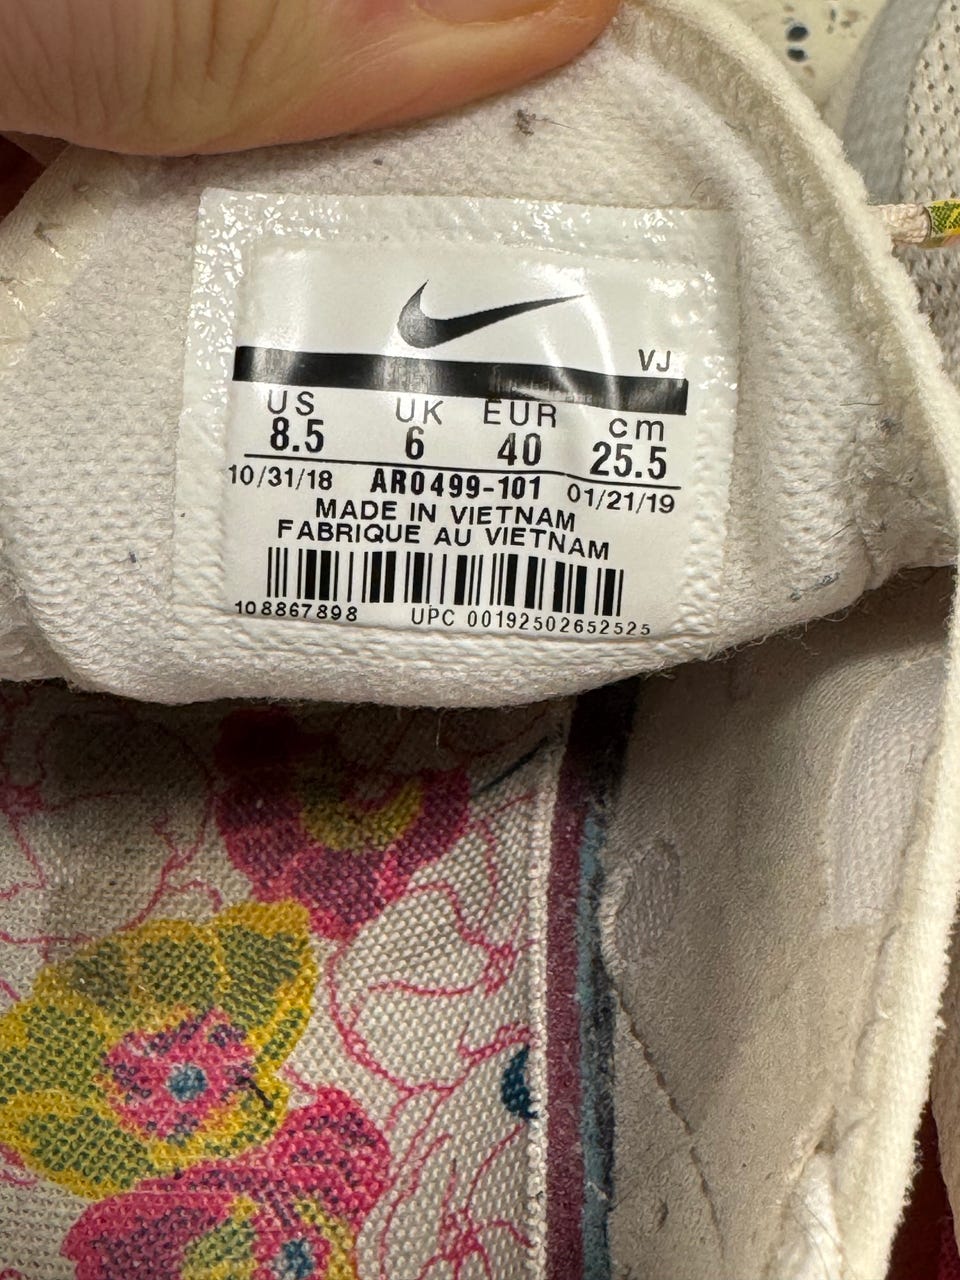 VJ
US UK EUR cm
8.5 6 40 25.5
10/31/18 AR0499-101 01/21/19
MADE IN VIETNAM
FABRIQUE AU VIETNAM
108867898 UPC 00192502652525